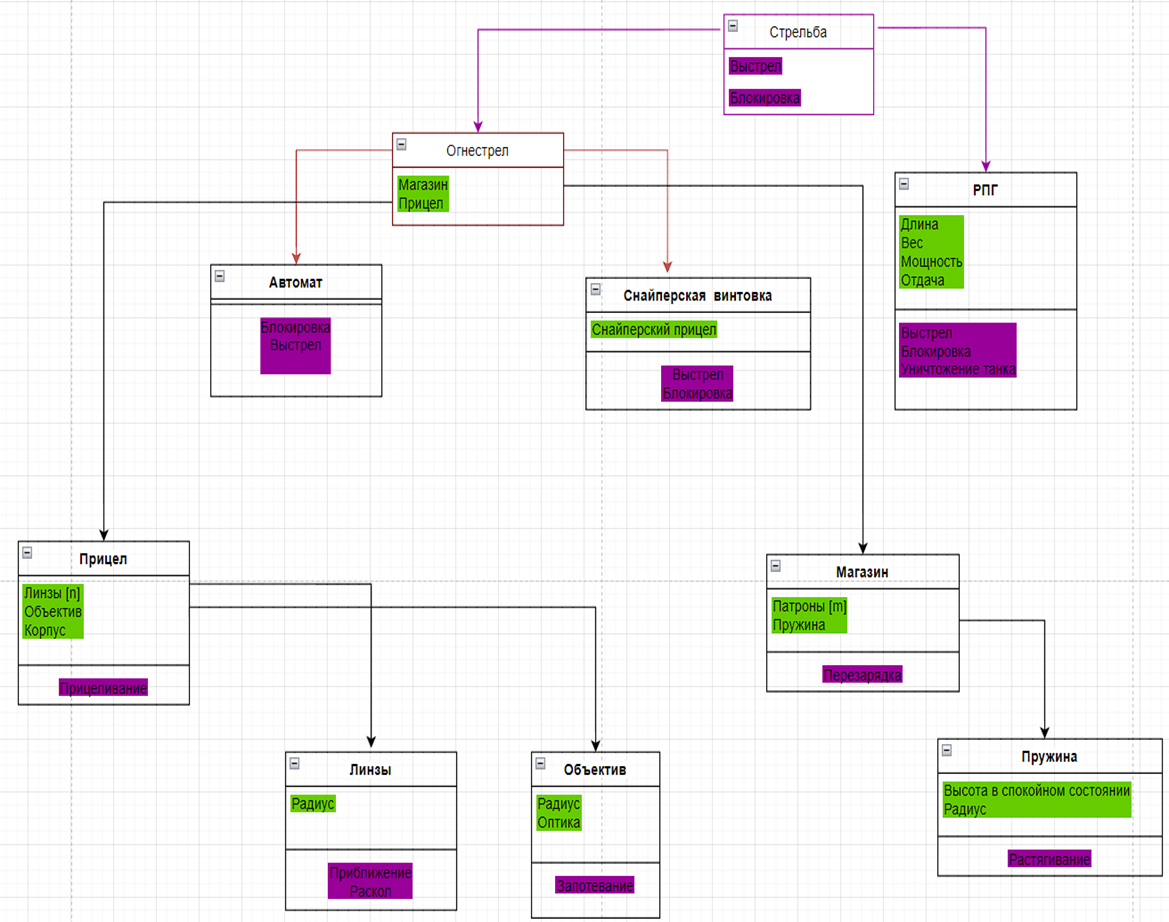 Стрельба
Выстрел
Блокировка
Огнестрел
Магазин
Прицел
РПГ
Длина
Вес
Мощность
Отдача
Выстрел
Блокировка
Уничтожение танка
Автомат
Блокировка
Выстрел
Снайперская винтовка
Снайперский прицел
Выстрел
Блокировка
Прицел
Линзы [n]
Объектив
Корпус
Прицеливание
Магазин
Патроны [m]
Пружина
Перезарядка
Линзы
Радиус
Приближение
Раскол
Объектив
Радиус
Оптика
Запотевание
Пружина
Высота в спокойном состоянии
Радиус
Растягивание